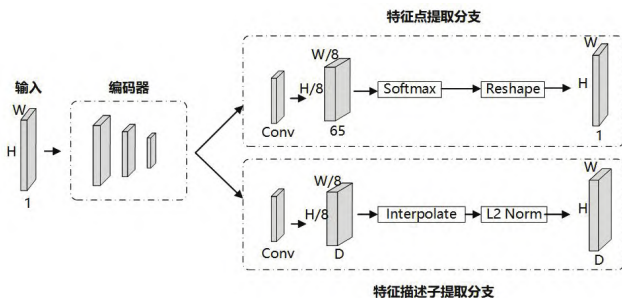 特征点提取分支
输入
W
H
1
编码器
Conv
W/8
H/8
65
Softmax
Reshape
W
H
1
Conv
W/8
H/8
D
Interpolate
L2 Norm
W
H
D
特征描述子提取分支